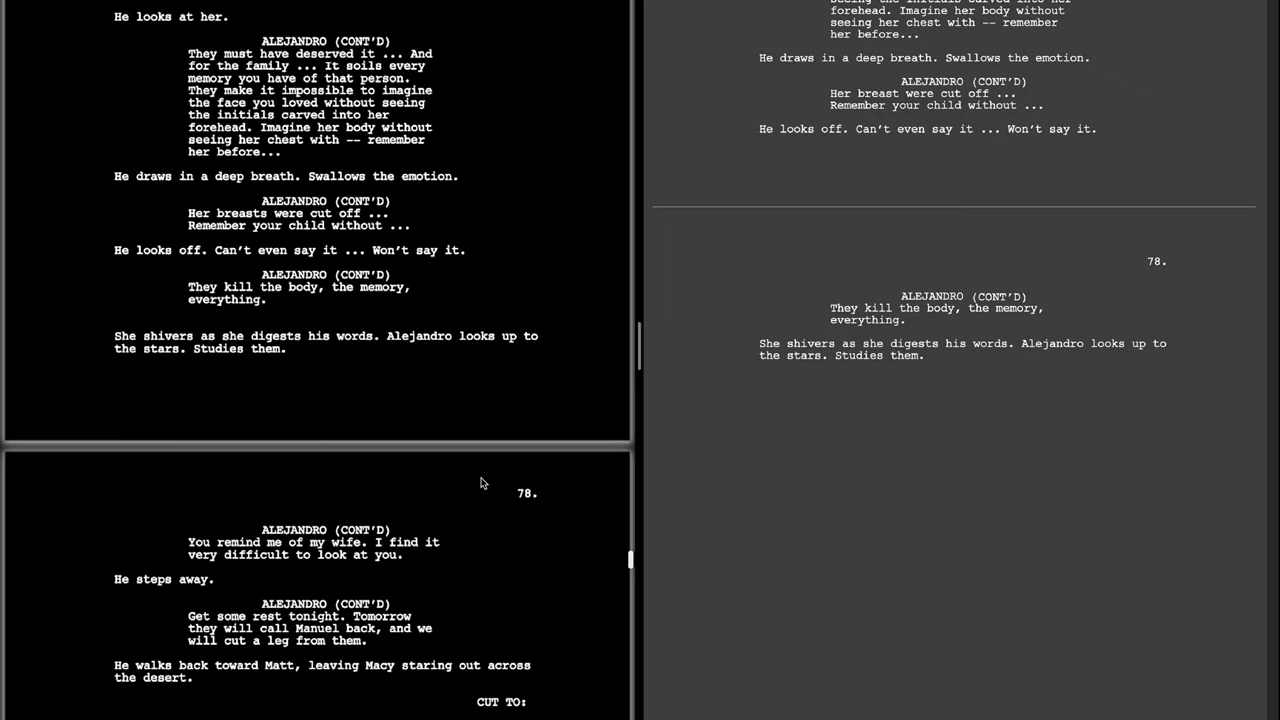 He looks at her.
ALEJANDRO (CONT'D)
They must have deserved it ... And
for the family ... It soils every
memory you have of that person.
They make it impossible to imagine
the face you loved without seeing
the initials carved into her
forehead. Imagine her body without
seeing her chest with -- remember
her before...
He draws in a deep breath. Swallows the emotion.
ALEJANDRO (CONT'D)
Her breasts were cut off ...
Remember your child without ...
He looks off. Can't even say it ... Won't say it.
ALEJANDRO (CONT'D)
They kill the body, the memory,
everything.
She shivers as she digests his words. Alejandro looks up to
the stars. Studies them.
78.
ALEJANDRO (CONT'D)
You remind me of my wife. I find it
very difficult to look at you.
He steps away.
ALEJANDRO (CONT'D)
Get some rest tonight. Tomorrow
they will call Manuel back, and we
will cut a leg from them.
He walks back toward Matt, leaving Macy staring out across
the desert.
CUT TO:
seeing the initials carved into her
forehead. Imagine her body without
seeing her chest with -- remember
her before...
He draws in a deep breath. Swallows the emotion.
ALEJANDRO (CONT'D)
Her breast were cut off ...
Remember your child without ...
He looks off. Can't even say it ... Won't say it.
78.
ALEJANDRO (CONT'D)
They kill the body, the memory,
everything.
She shivers as she digests his words. Alejandro looks up to
the stars. Studies them.